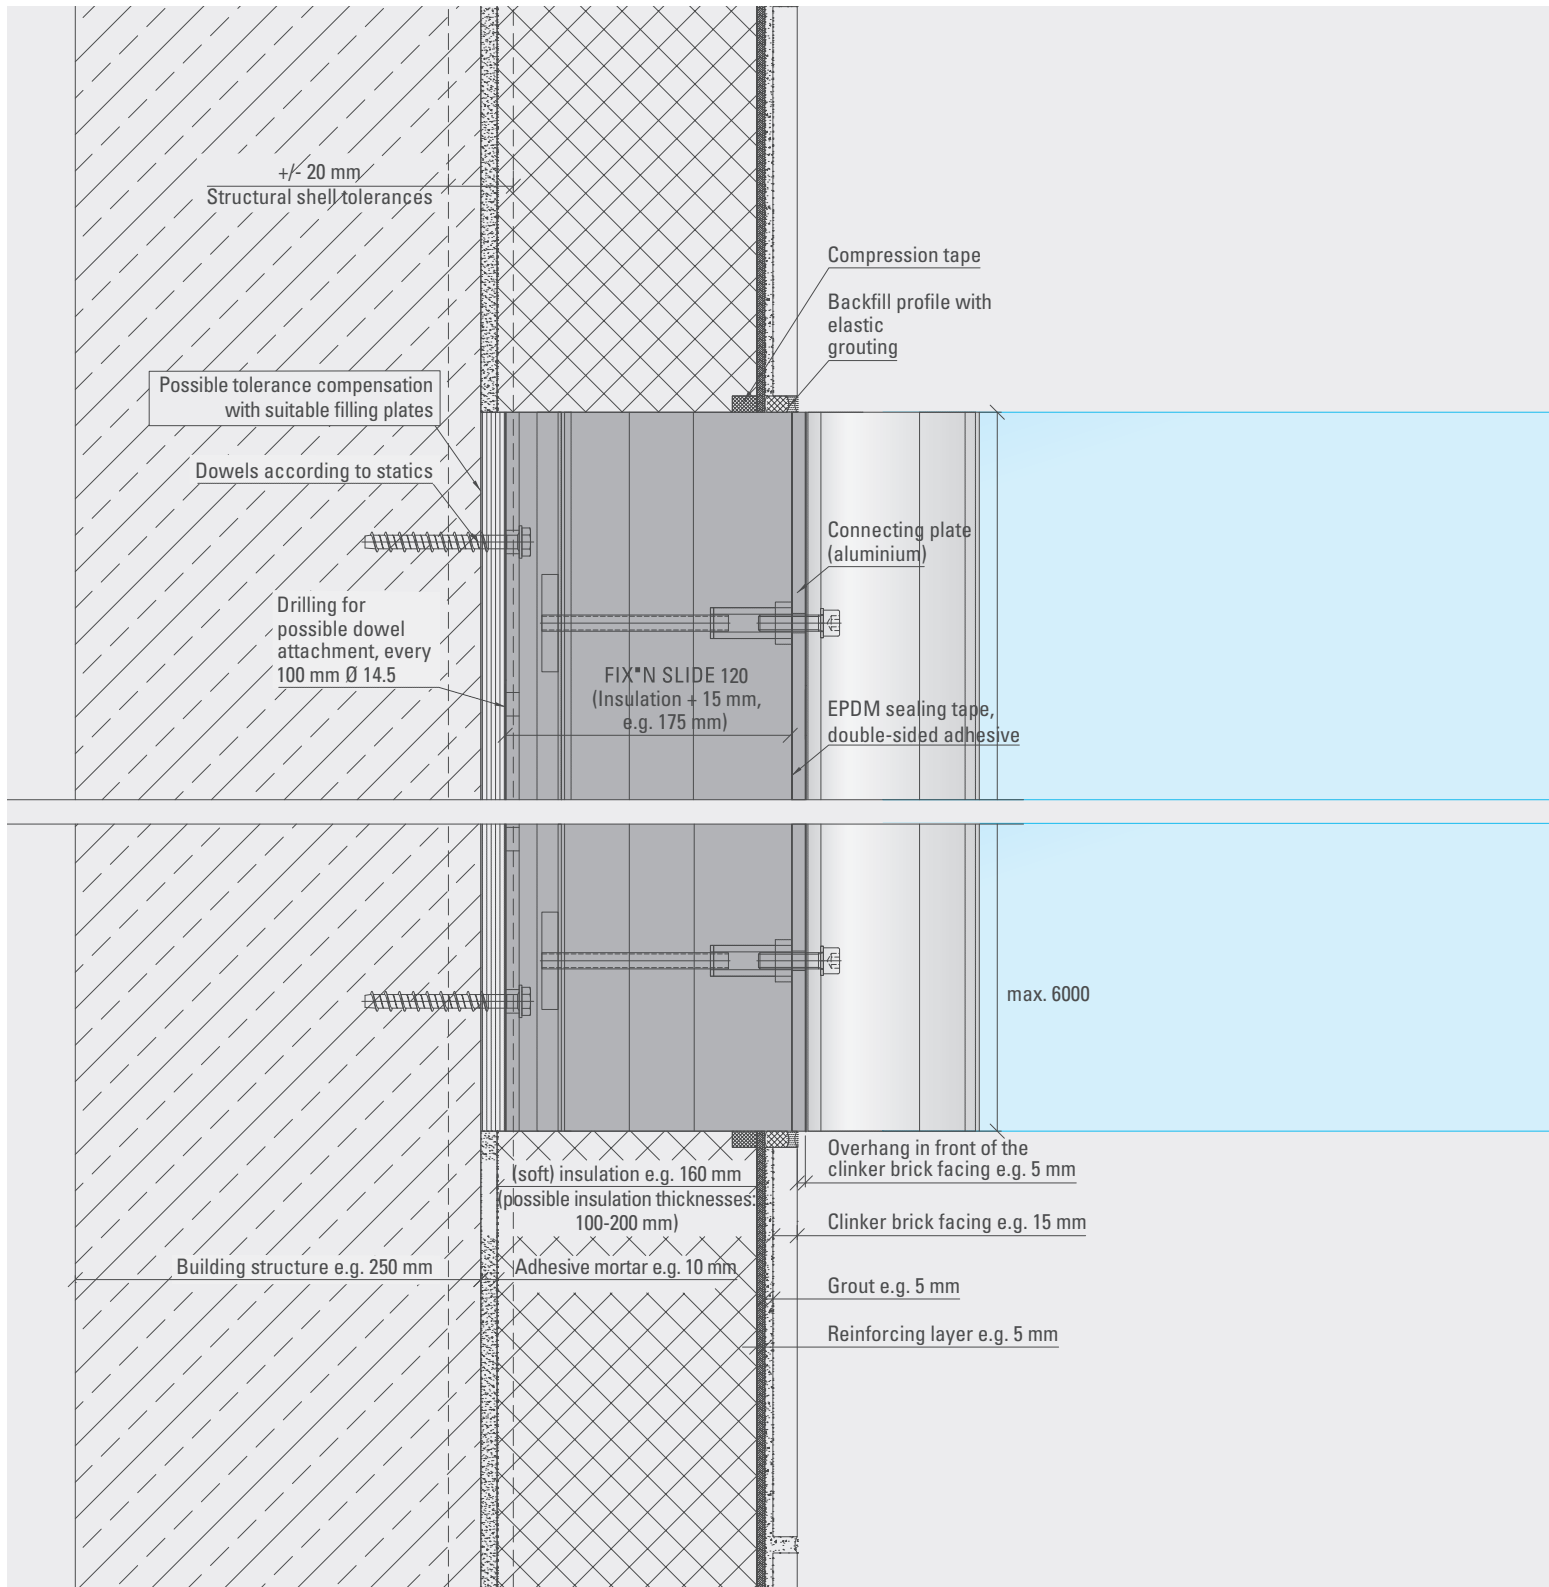 +/- 20 mm
Structural shell tolerances
Compression tape
Backfill profile with
elastic
grouting
Possible tolerance compensation
with suitable filling plates
Dowels according to statics
Connecting plate
(aluminium)
Drilling for
possible dowel
attachment, every
100 mm Ø 14.5
FIX▪N SLIDE 120
(Insulation + 15 mm,
e.g. 175 mm)
EPDM sealing tape,
double-sided adhesive
max. 6000
Overhang in front of the
clinker brick facing e.g. 5 mm
(soft) insulation e.g. 160 mm
(possible insulation thicknesses:
100-200 mm)
Clinker brick facing e.g. 15 mm
Building structure e.g. 250 mm
Adhesive mortar e.g. 10 mm
Grout e.g. 5 mm
Reinforcing layer e.g. 5 mm